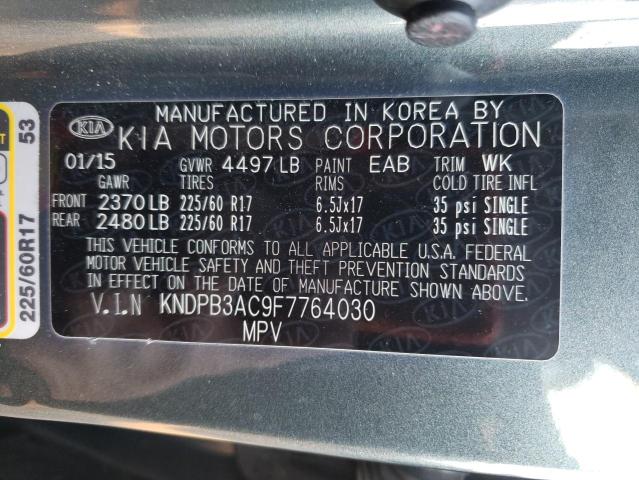 MANUFACTURED IN KOREA BY
KIA KIA MOTORS CORPORATION
01/15 GVWR 4497 LB PAINT EAB TRIM WK
GAWR TIRES RIMS COLD TIRE INFL
FRONT 2370 LB 225/60 R17 6.5Jx17 35 psi SINGLE
REAR 2480 LB 225/60 R17 6.5Jx17 35 psi SINGLE
THIS VEHICLE CONFORMS TO ALL APPLICABLE U.S.A. FEDERAL
MOTOR VEHICLE SAFETY AND THEFT PREVENTION STANDARDS
IN EFFECT ON THE DATE OF MANUFACTURE SHOWN ABOVE.
V.I.N KNDPB3AC9F7764030
MPV
53
225/60R17